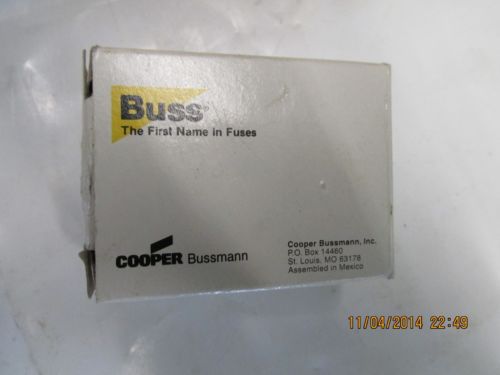 Buss
The First Name in Fuses
COOPER Bussmann
Cooper Bussmann, Inc.
P.O. Box 14460
St. Louis, MO 63178
Assembled in Mexico
11/04/2014 22:49